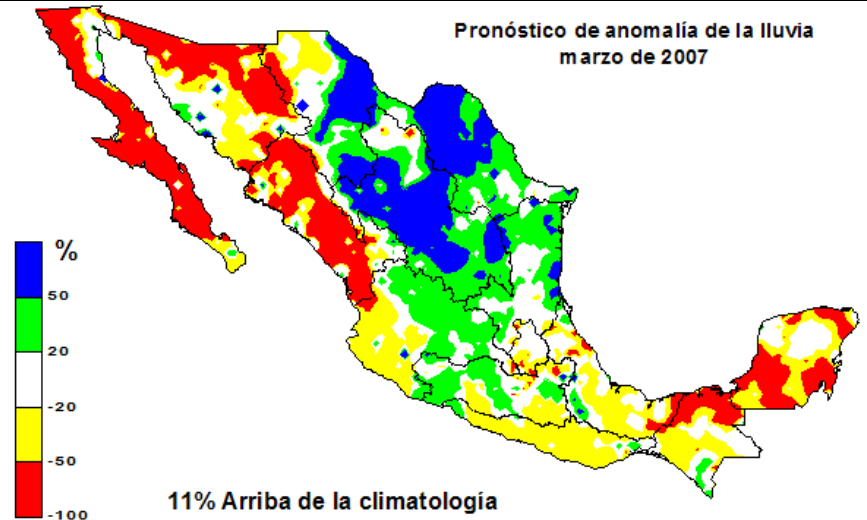 Pronóstico de anomalía de la lluvia
marzo de 2007
%
50
20
-20
-50
-100
11% Arriba de la climatología